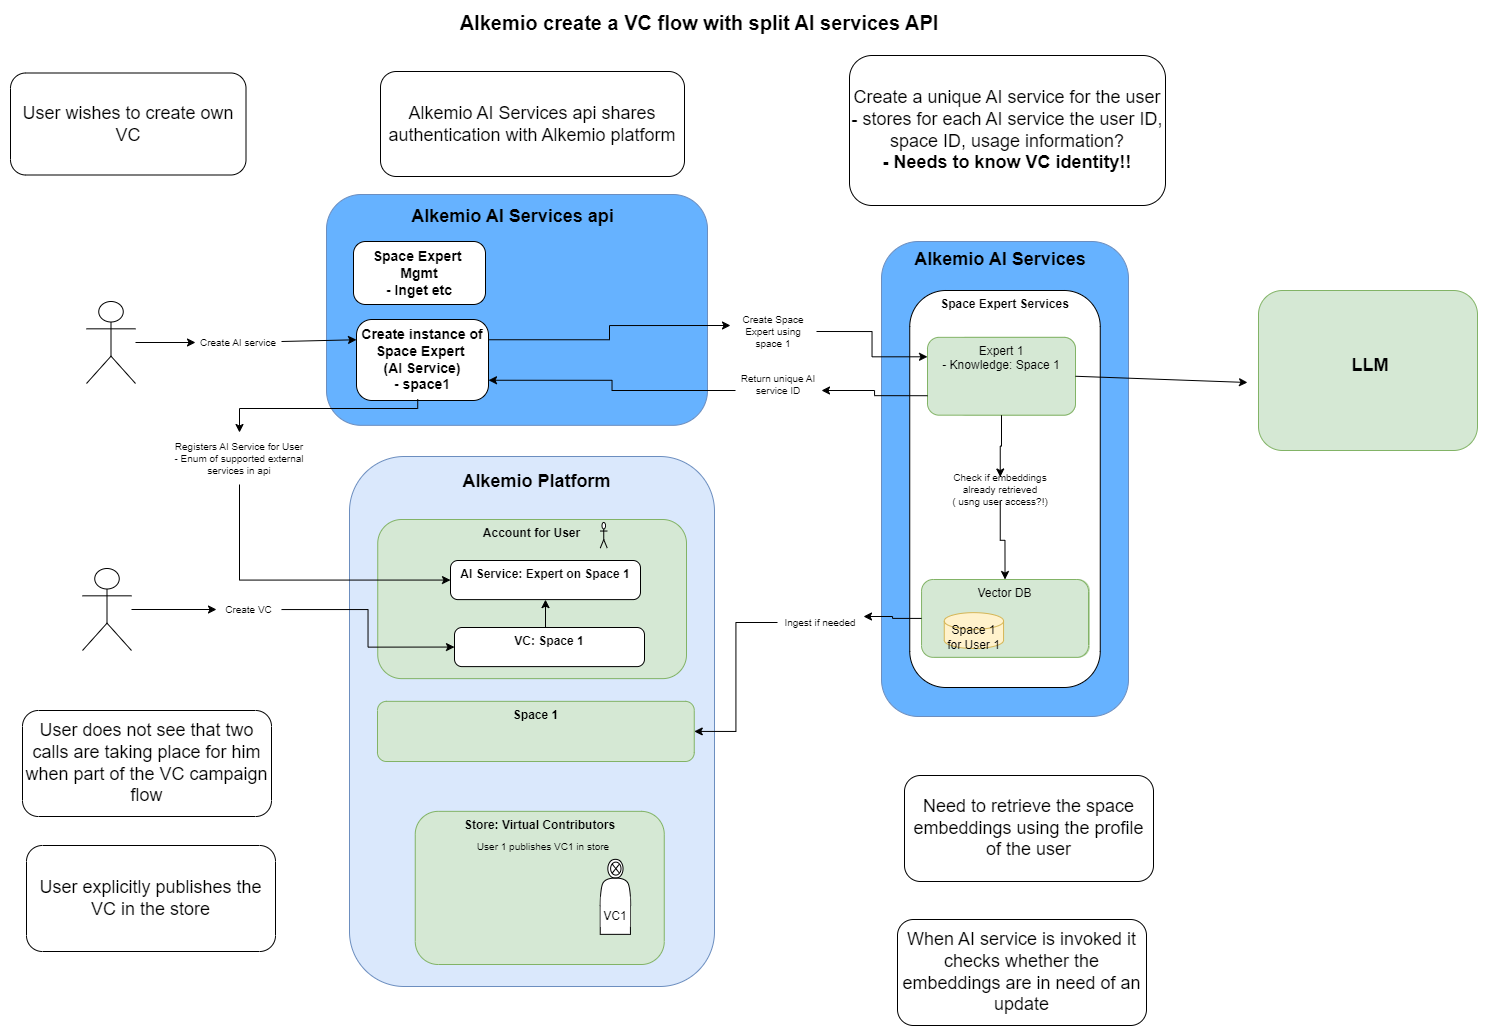 Alkemio create a VC flow with split AI services API
User wishes to create own
VC
Alkemio AI Services api shares
authentication with Alkemio platform
Create a unique AI service for the user
- stores for each AI service the user ID,
space ID, usage information?
- Needs to know VC identity!!
Alkemio AI Services api
Space Expert
Mgmt
- Inget etc
Create instance of
Space Expert
(AI Service)
- space1
Create AI service
Create Space
Expert using
space 1
Return unique AI
service ID
Alkemio AI Services
Space Expert Services
Expert 1
- Knowledge: Space 1
LLM
Registers AI Service for User
- Enum of supported external
services in api
Check if embeddings
already retrieved
( usng user access?!)
Alkemio Platform
Account for User
AI Service: Expert on Space 1
Create VC
VC: Space 1
Vector DB
Space 1
for User 1
Ingest if needed
Space 1
User does not see that two
calls are taking place for him
when part of the VC campaign
flow
Store: Virtual Contributors
User 1 publishes VC1 in store
VC1
User explicitly publishes the
VC in the store
Need to retrieve the space
embeddings using the profile
of the user
When AI service is invoked it
checks whether the
embeddings are in need of an
update